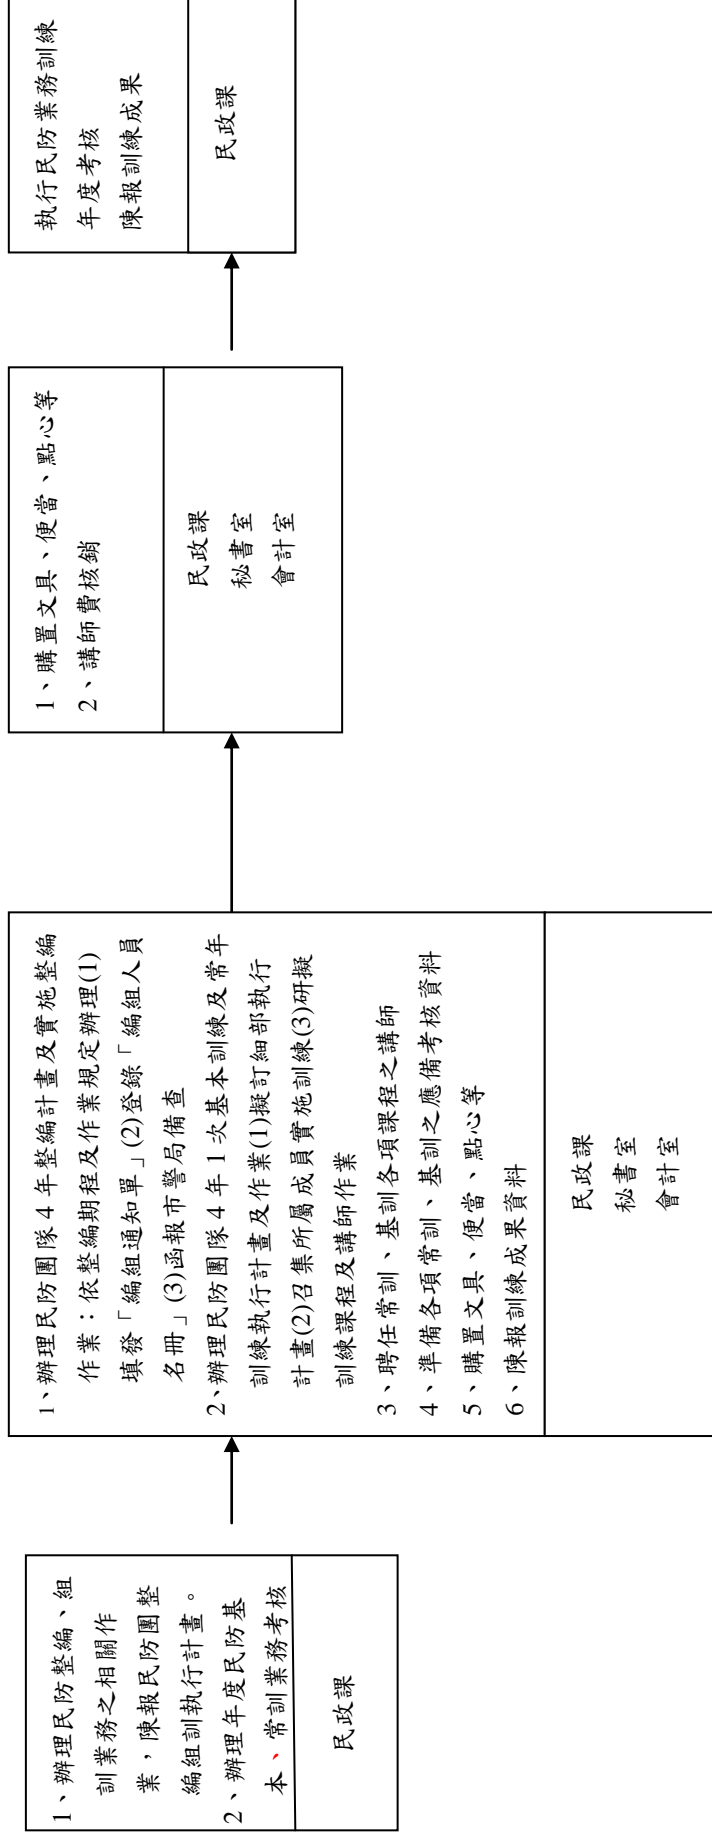 1、辦理民防整編、組
訓業務之相關作
業，陳報民防團整
編組訓執行計畫。
2、辦理年度民防基
本、常訓業務考核
民政課
1、辦理民防團隊4年整編計畫及實施整編
作業：依整編期程及作業規定辦理(1)
填發「編組通知單」(2)登錄「編組人員
名冊」(3)函報市警局備查
2、辦理民防團隊4年1次基本訓練及常年
訓練執行計畫及作業(1)擬訂細部執行
計畫(2)召集所屬成員實施訓練(3)研擬
訓練課程及講師作業
3、聘任常訓、基訓各項課程之講師
4、準備各項常訓、基訓之應備考核資料
5、購置文具、便當、點心等
6、陳報訓練成果資料
民政課
秘書室
會計室
1、購置文具、便當、點心等
2、講師費核銷
民政課
秘書室
會計室
執行民防業務訓練
年度考核
陳報訓練成果
民政課